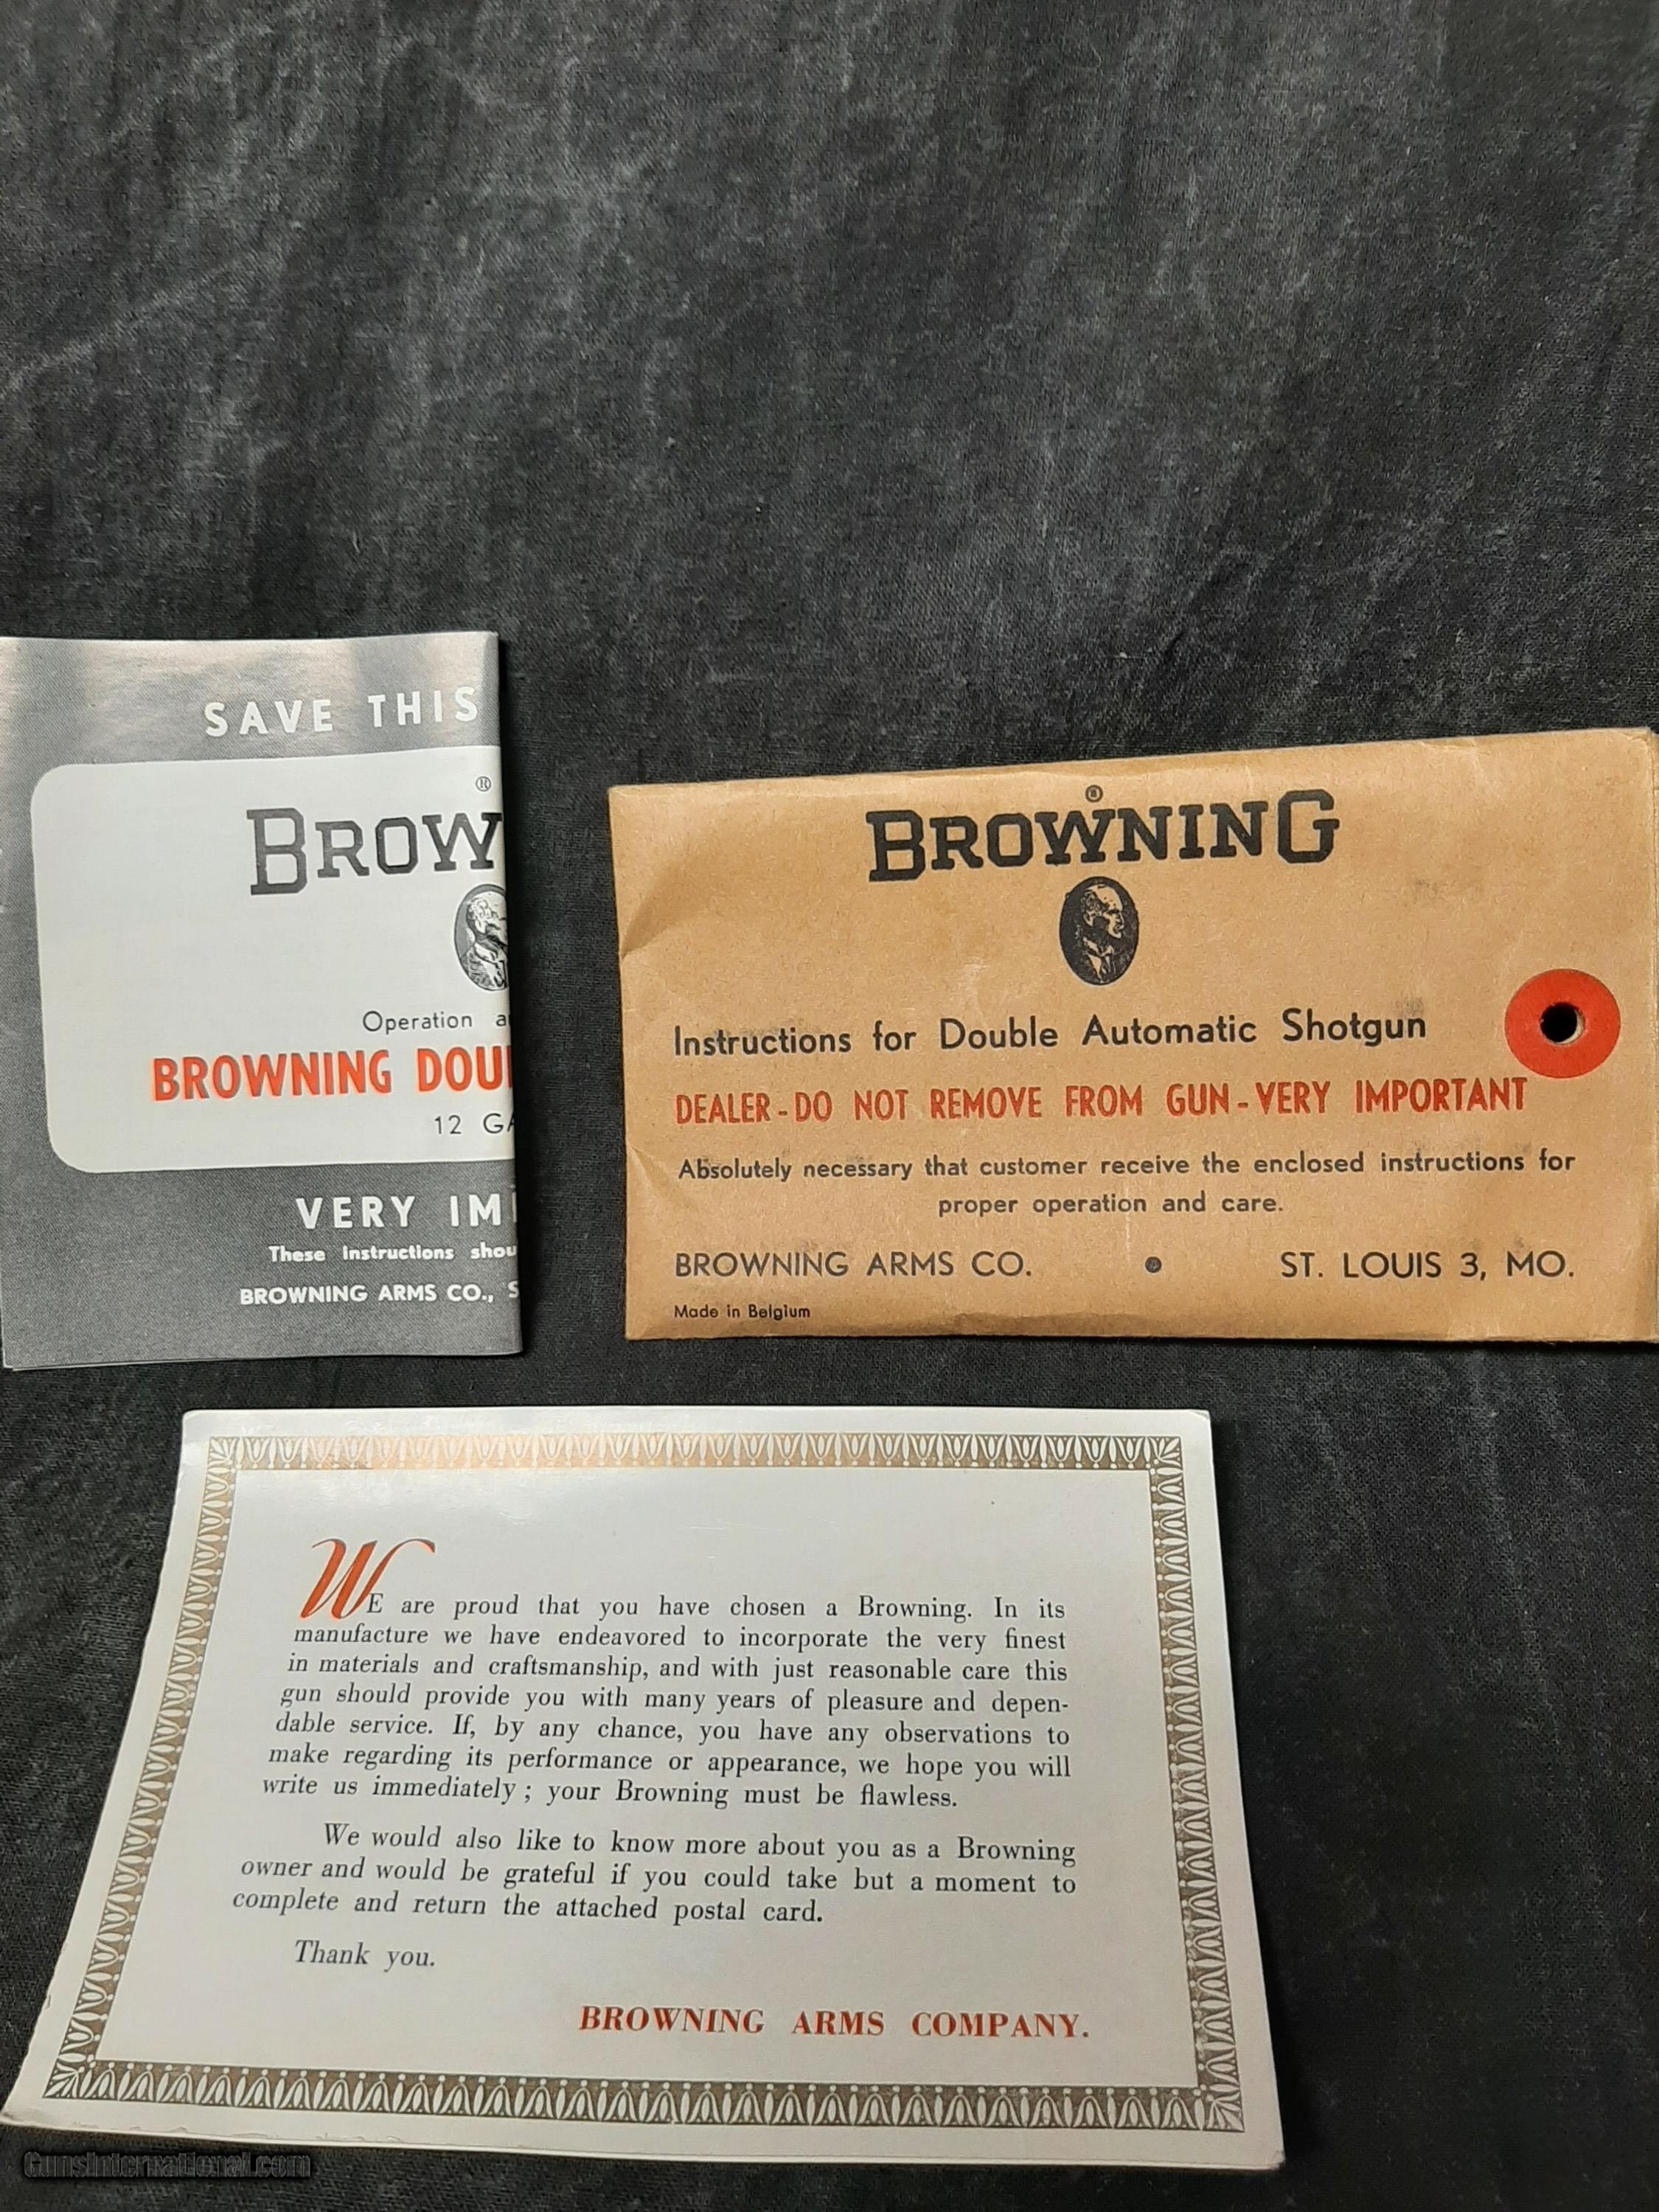 SAVE THIS
®
BROW
Operation
BROWNING DOU
12
VERY
These instructions
BROWNING ARMS CO.,
®
BROWNING
Instructions for Double Automatic Shotgun
DEALER - DO NOT REMOVE FROM GUN - VERY IMPORTANT
Absolutely necessary that customer receive the enclosed instructions for
proper operation and care.
BROWNING ARMS CO. • ST. LOUIS 3, MO.
Made in Belgium
WE are proud that you have chosen a Browning. In its
manufacture we have endeavored to incorporate the very finest
in materials and craftsmanship, and with just reasonable care this
gun should provide you with many years of pleasure and depen-
dable service. If, by any chance, you have any observations to
make regarding its performance or appearance, we hope you will
write us immediately ; your Browning must be flawless.
We would also like to know more about you as a Browning
owner and would be grateful if you could take but a moment to
complete and return the attached postal card.
Thank you.
BROWNING ARMS COMPANY.
GunsInternational.com